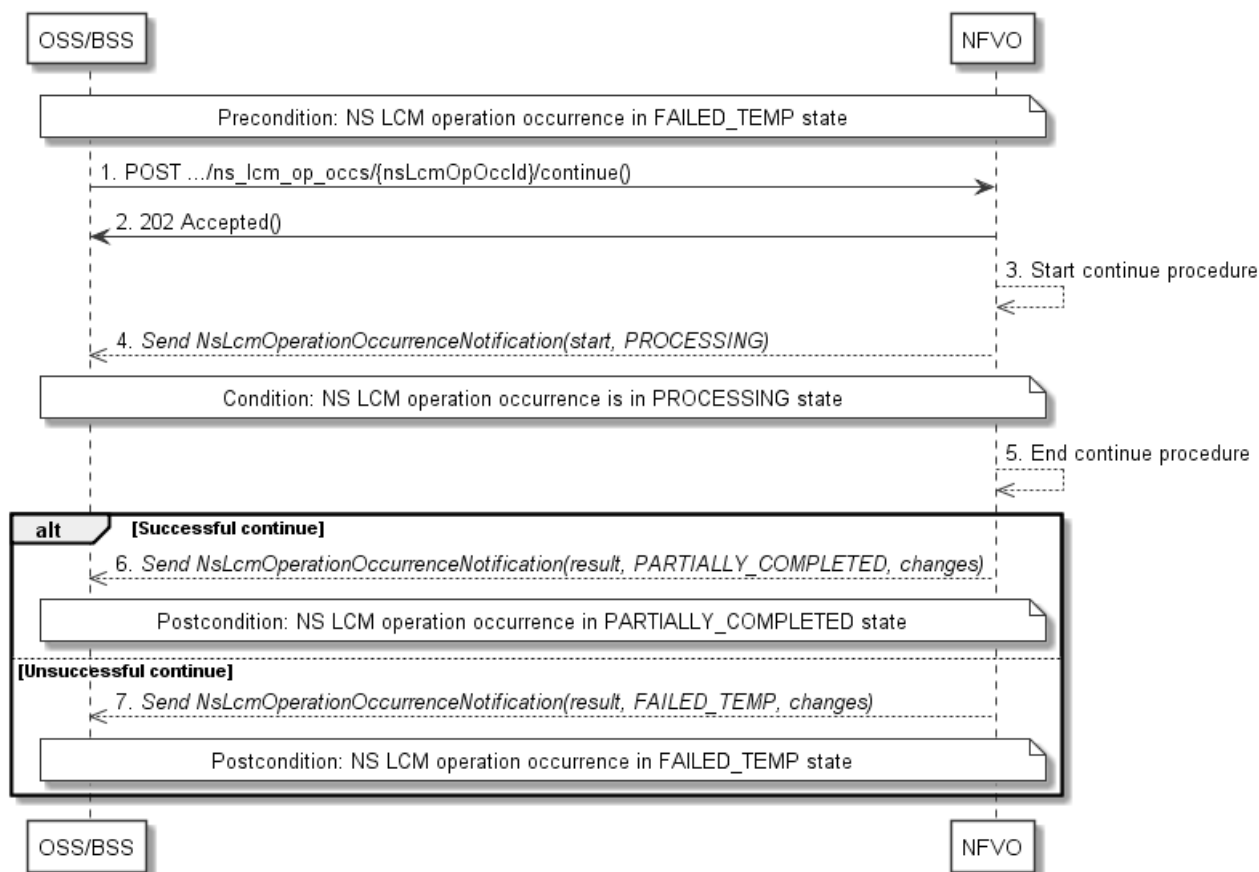 OSS/BSS
NFVO
Precondition: NS LCM operation occurrence in FAILED_TEMP state
1. POST .../ns_lcm_op_occs/{nsLcmOpOccId}/continue()
2. 202 Accepted()
3. Start continue procedure
4. Send NsLcmOperationOccurrenceNotification(start, PROCESSING)
Condition: NS LCM operation occurrence is in PROCESSING state
5. End continue procedure
alt
[Successful continue]
6. Send NsLcmOperationOccurrenceNotification(result, PARTIALLY_COMPLETED, changes)
Postcondition: NS LCM operation occurrence in PARTIALLY_COMPLETED state
[Unsuccessful continue]
7. Send NsLcmOperationOccurrenceNotification(result, FAILED_TEMP, changes)
Postcondition: NS LCM operation occurrence in FAILED_TEMP state
OSS/BSS
NFVO